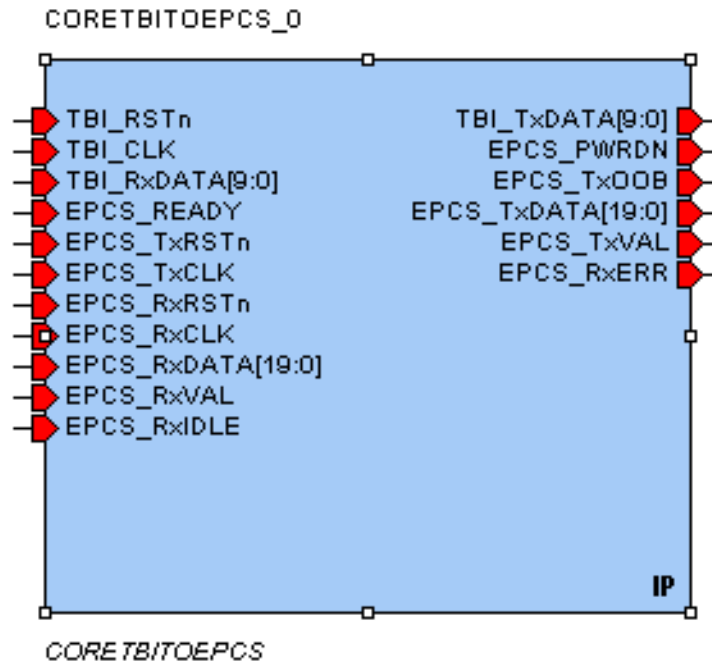 CORETBITOEPCS_0
TBI_RSTn
TBI_CLK
TBI_RxDATA[9:0]
EPCS_READY
EPCS_TxRSTn
EPCS_TxCLK
EPCS_RxRSTn
EPCS_RxCLK
EPCS_RxDATA[19:0]
EPCS_RxVAL
EPCS_RxIDLE
TBI_TxDATA[9:0]
EPCS_PWRDN
EPCS_TxOOB
EPCS_TxDATA[19:0]
EPCS_TxVAL
EPCS_RxERR
IP
CORETBITOEPCS